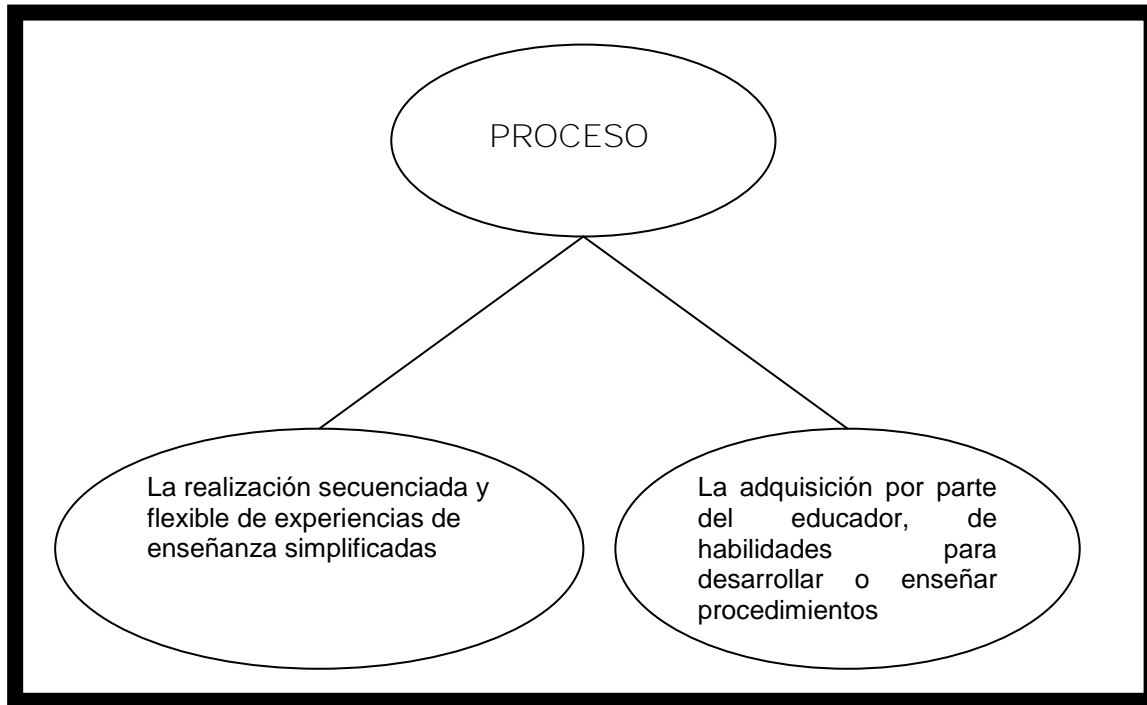 PROCESO
La realización secuenciada y
flexible de experiencias de
enseñanza simplificadas
La adquisición por parte
del educador, de
habilidades para
desarrollar o enseñar
procedimientos